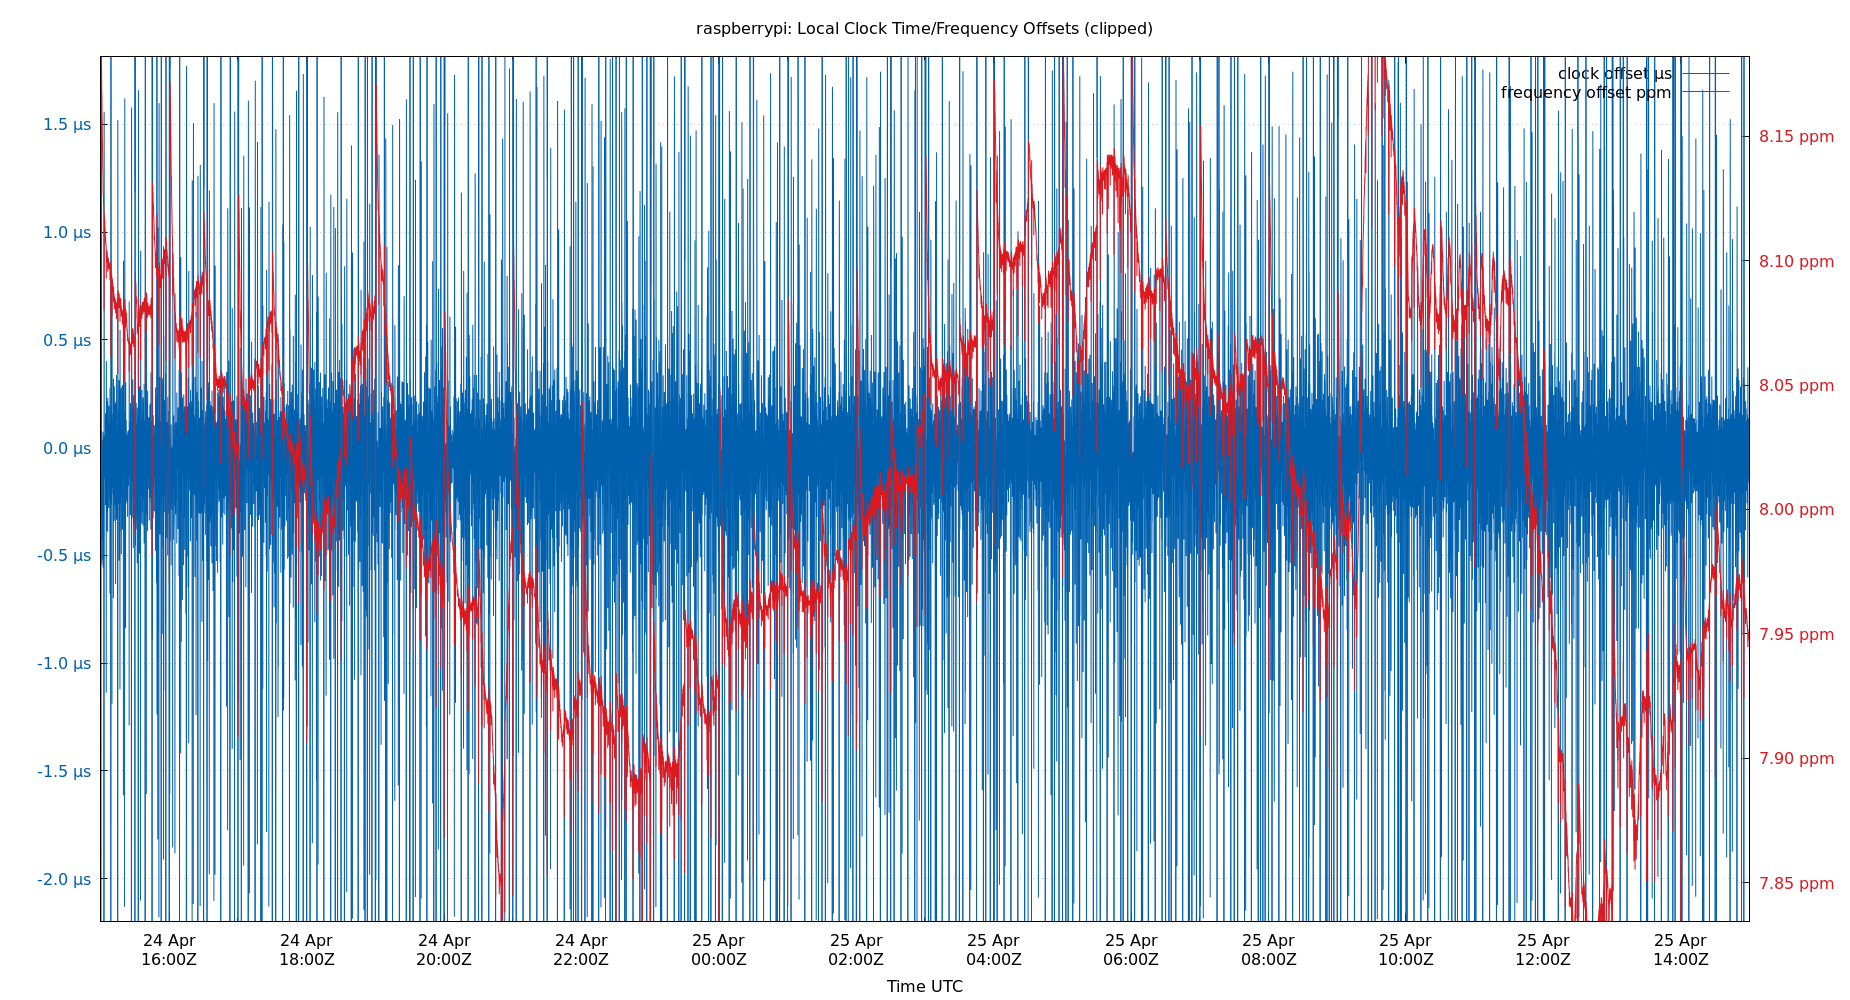 raspberrypi: Local Clock Time/Frequency Offsets (clipped)
clock offset µs
frequency offset ppm
1.5 µs
1.0 µs
0.5 µs
0.0 µs
-0.5 µs
-1.0 µs
-1.5 µs
-2.0 µs
8.15 ppm
8.10 ppm
8.05 ppm
8.00 ppm
7.95 ppm
7.90 ppm
7.85 ppm
24 Apr 24 Apr 24 Apr 24 Apr 25 Apr 25 Apr 25 Apr 25 Apr 25 Apr 25 Apr 25 Apr 25 Apr
16:00Z 18:00Z 20:00Z 22:00Z 00:00Z 02:00Z 04:00Z 06:00Z 08:00Z 10:00Z 12:00Z 14:00Z
Time UTC